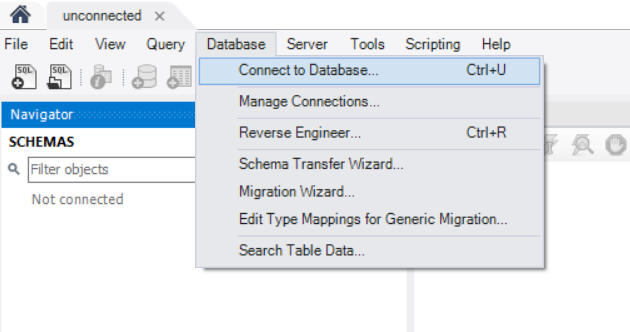 unconnected
File Edit View Query Database Server Tools Scripting Help
SQL SQL
Connect to Database... Ctrl+U
Manage Connections...
Navigator
Reverse Engineer... Ctrl+R
SCHEMAS
Schema Transfer Wizard...
Filter objects
Migration Wizard...
Not connected
Edit Type Mappings for Generic Migration...
Search Table Data...